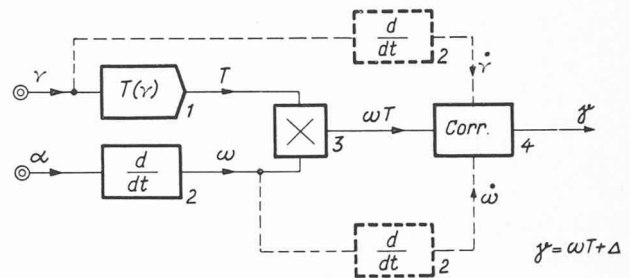 d
dt
2
ν̇
ν
T(ν)
1
T
×
3
ωT
Corr.
4
γ
α
d
dt
2
ω
ω̇
d
dt
2
γ = ωT + Δ